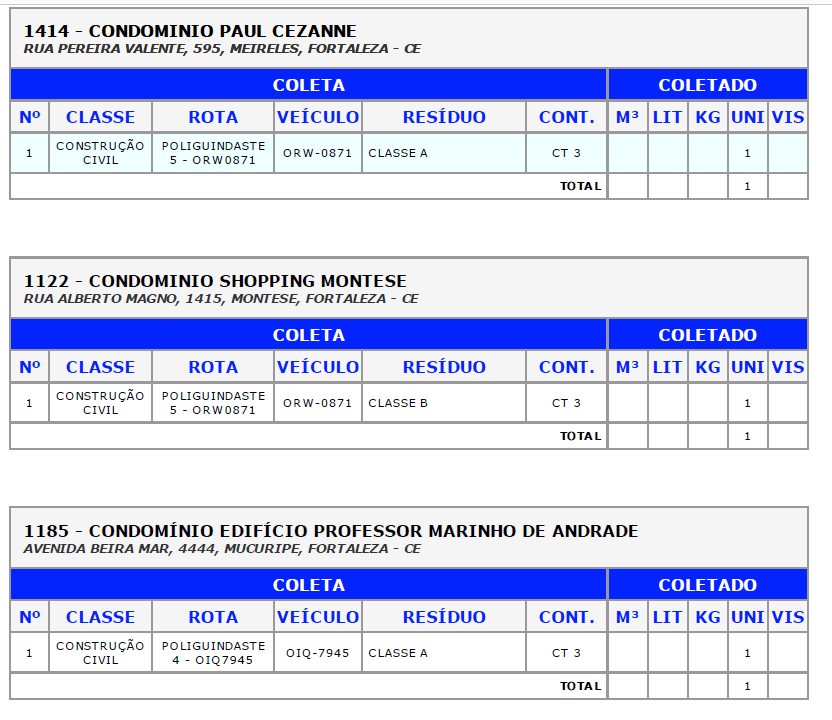 1414 - CONDOMINIO PAUL CEZANNE
RUA PEREIRA VALENTE, 595, MEIRELES, FORTALEZA - CE
COLETA COLETADO
Nº CLASSE ROTA VEÍCULO RESÍDUO CONT. M³ LIT KG UNI VIS
1 CONSTRUÇÃO CIVIL POLIGUINDASTE 5 - ORW0871 ORW-0871 CLASSE A CT 3 1
TOTAL 1
1122 - CONDOMINIO SHOPPING MONTESE
RUA ALBERTO MAGNO, 1415, MONTESE, FORTALEZA - CE
COLETA COLETADO
Nº CLASSE ROTA VEÍCULO RESÍDUO CONT. M³ LIT KG UNI VIS
1 CONSTRUÇÃO CIVIL POLIGUINDASTE 5 - ORW0871 ORW-0871 CLASSE B CT 3 1
TOTAL 1
1185 - CONDOMÍNIO EDIFÍCIO PROFESSOR MARINHO DE ANDRADE
AVENIDA BEIRA MAR, 4444, MUCURIPE, FORTALEZA - CE
COLETA COLETADO
Nº CLASSE ROTA VEÍCULO RESÍDUO CONT. M³ LIT KG UNI VIS
1 CONSTRUÇÃO CIVIL POLIGUINDASTE 4 - OIQ7945 OIQ-7945 CLASSE A CT 3 1
TOTAL 1